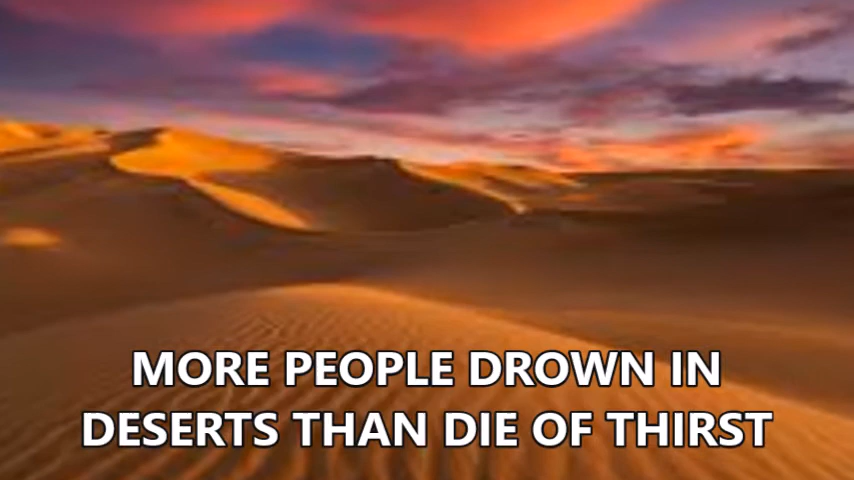 MORE PEOPLE DROWN IN
DESERTS THAN DIE OF THIRST